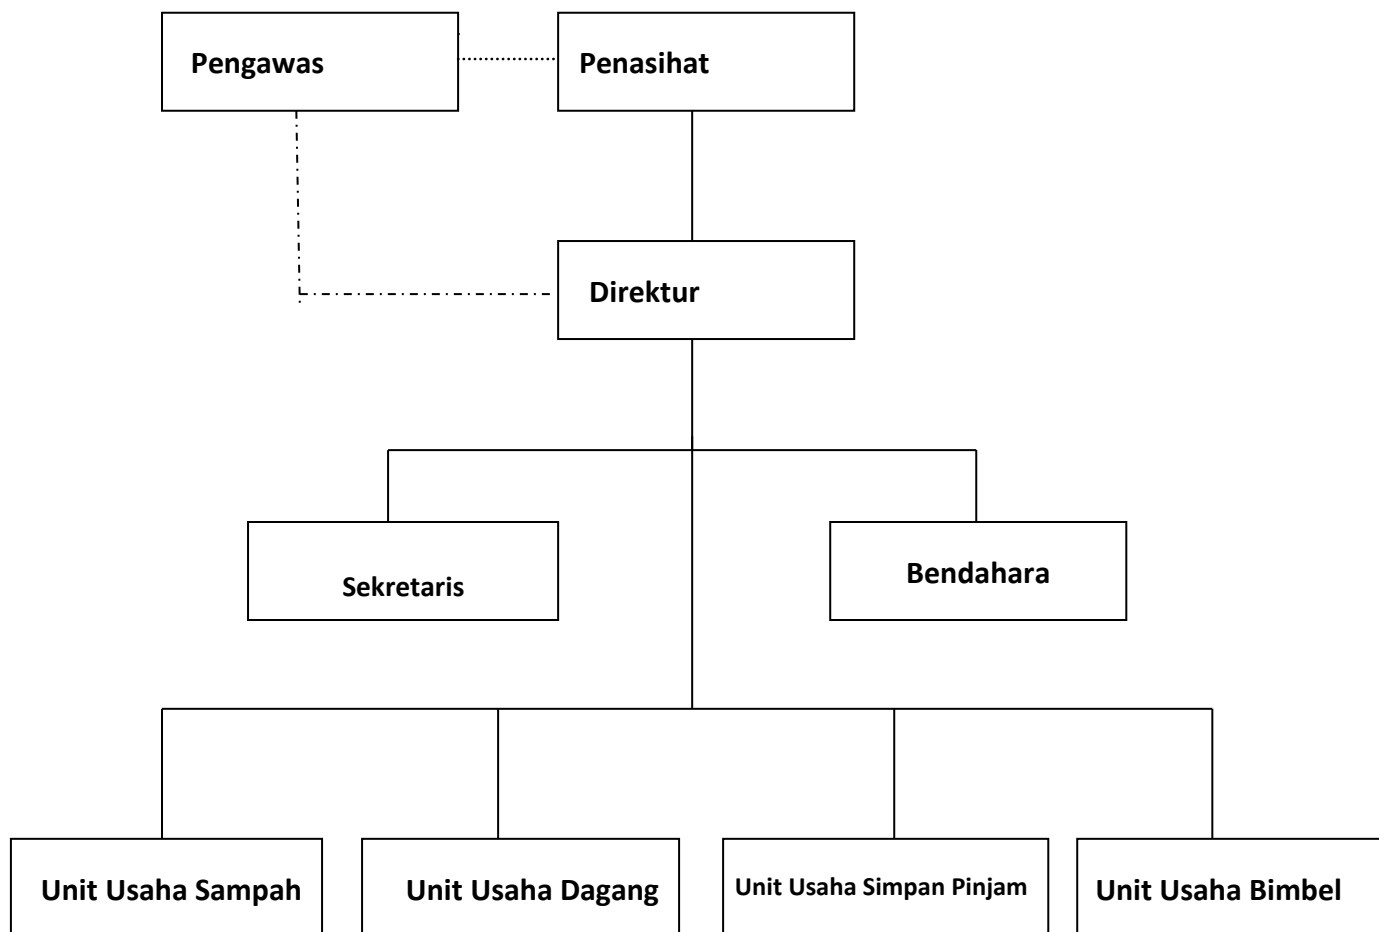 Pengawas
Penasihat
Direktur
Sekretaris
Bendahara
Unit Usaha Sampah
Unit Usaha Dagang
Unit Usaha Simpan Pinjam
Unit Usaha Bimbel